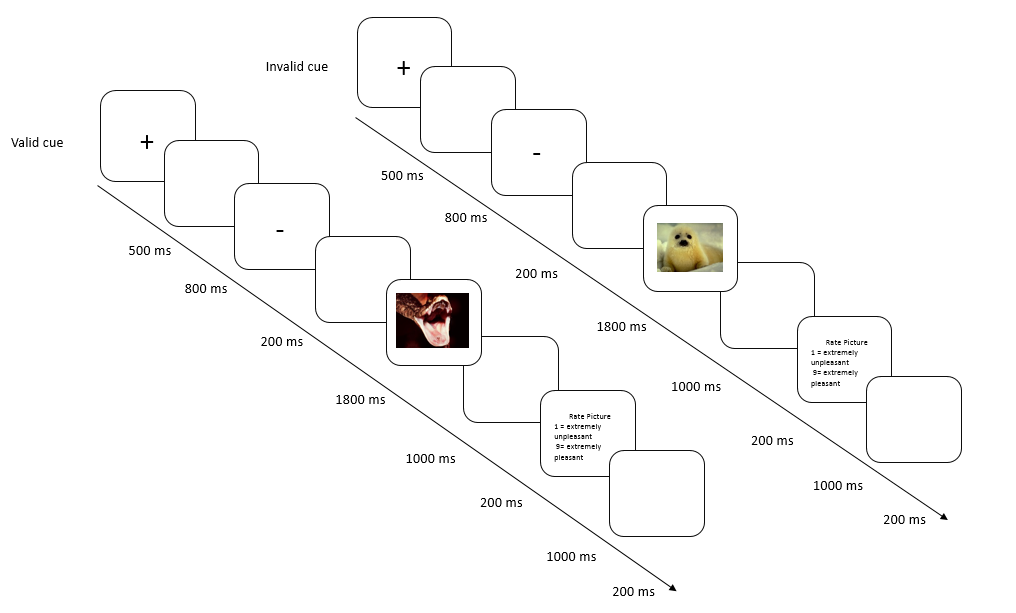 Invalid cue
+
-
500 ms
800 ms
200 ms
1800 ms
1000 ms
200 ms
1000 ms
200 ms
Rate Picture
1 = extremely
unpleasant
9= extremely
pleasant
Valid cue
+
-
500 ms
800 ms
200 ms
1800 ms
1000 ms
200 ms
1000 ms
200 ms
Rate Picture
1 = extremely
unpleasant
9= extremely
pleasant